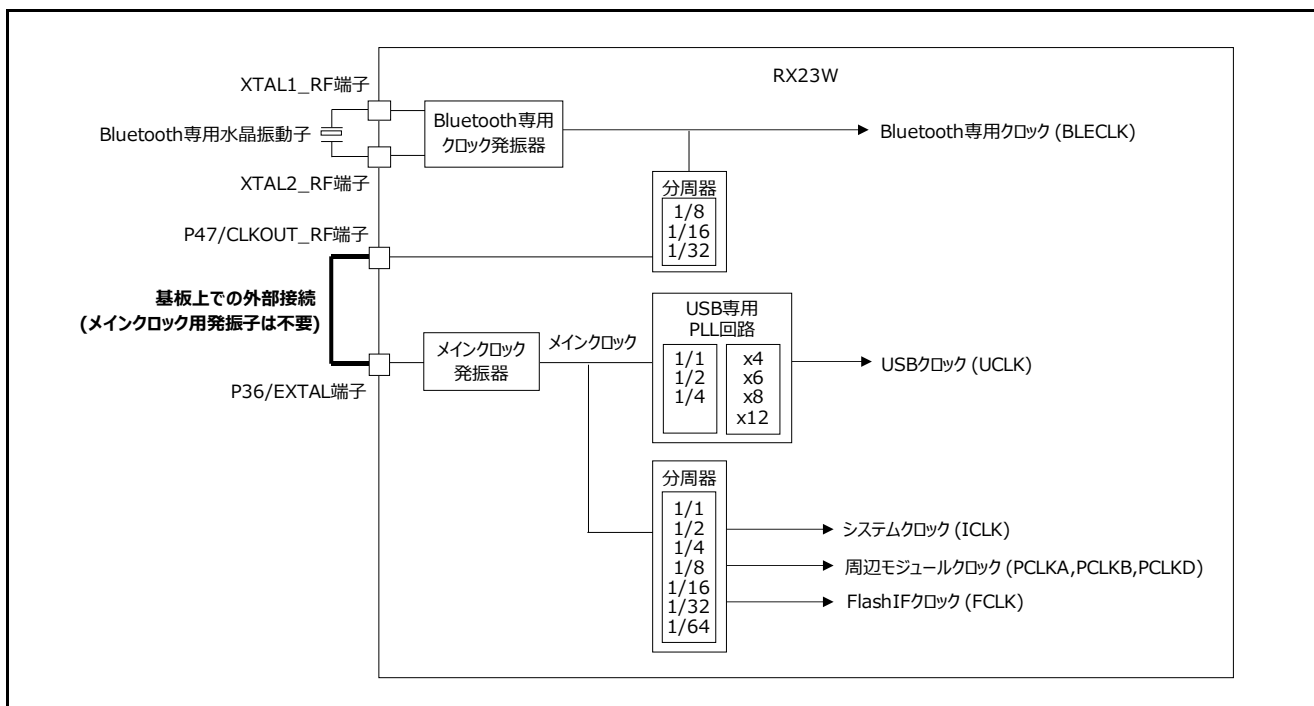 RX23W
XTAL1_RF端子
Bluetooth専用水晶振動子
XTAL2_RF端子
Bluetooth専用
クロック発振器
Bluetooth専用クロック (BLECLK)
分周器
1/8
1/16
1/32
P47/CLKOUT_RF端子
基板上での外部接続
(メインクロック用発振子は不要)
P36/EXTAL端子
メインクロック
発振器
メインクロック
USB専用
PLL回路
1/1
1/2
1/4
x4
x6
x8
x12
USBクロック (UCLK)
分周器
1/1
1/2
1/4
1/8
1/16
1/32
1/64
システムクロック (ICLK)
周辺モジュールクロック (PCLKA,PCLKB,PCLKD)
FlashIFクロック (FCLK)